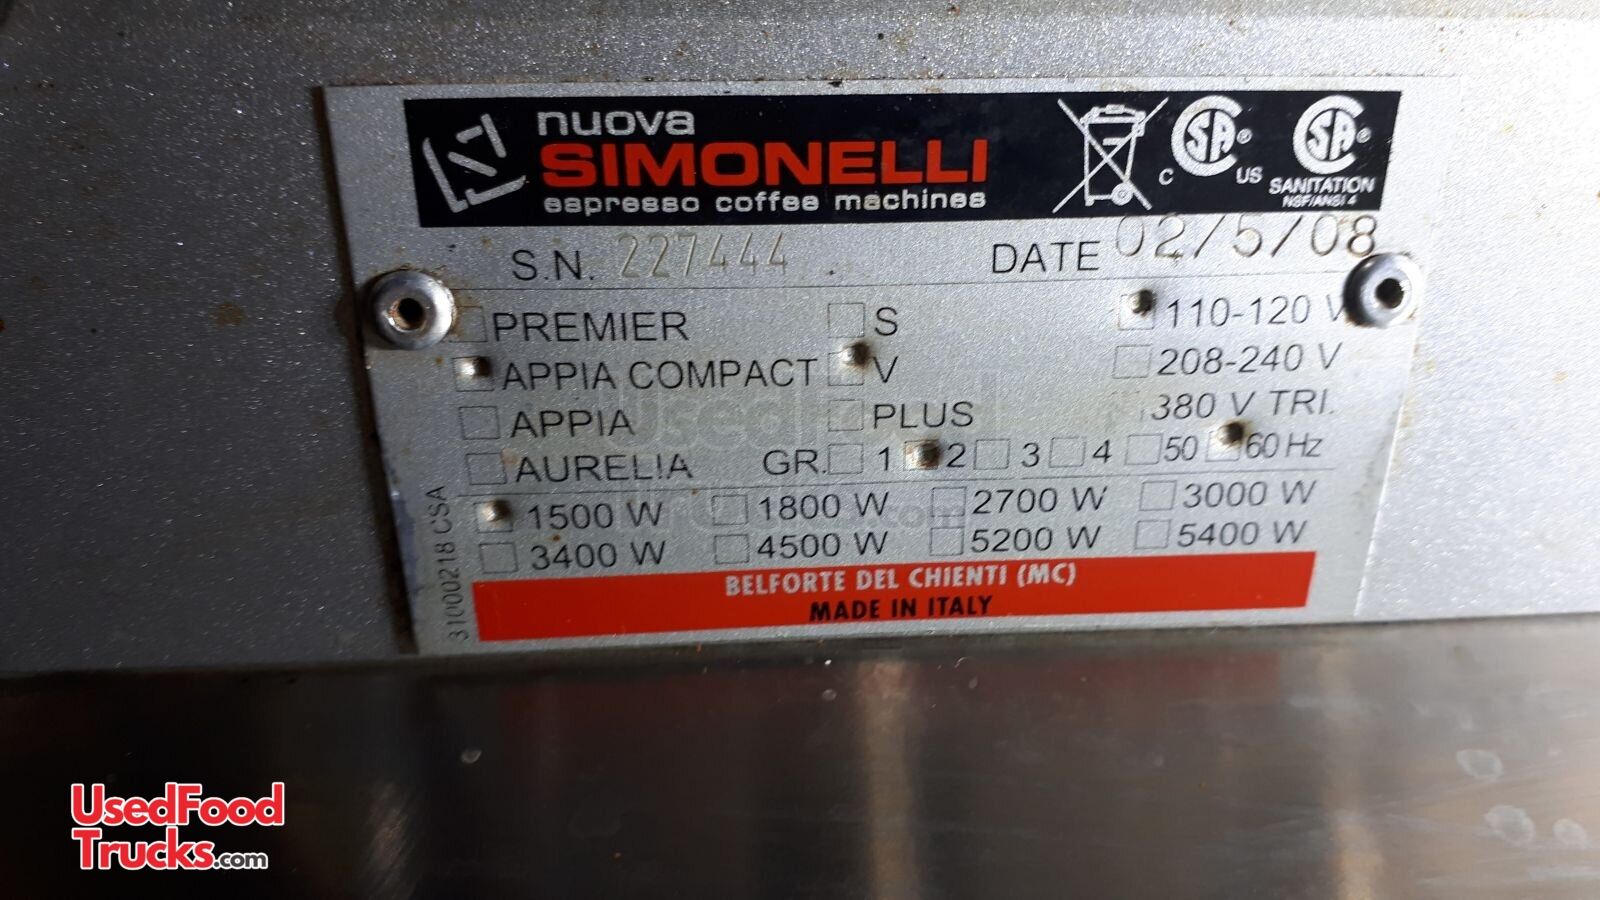 nuova
SIMONELLI
espresso coffee machines
C SA ® US
SA ®
SANITATION
NSF/ANSI 4
S.N. 227444 DATE 02/5/08
PREMIER S 110-120 V
APPIA COMPACT V 208-240 V
APPIA PLUS 380 V TRI.
AURELIA GR. 1 2 3 4 50 60 Hz
1500 W 1800 W 2700 W 3000 W
3400 W 4500 W 5200 W 5400 W
31000218 CSA
BELFORTE DEL CHIENTI (MC)
MADE IN ITALY
UsedFood
Trucks.com